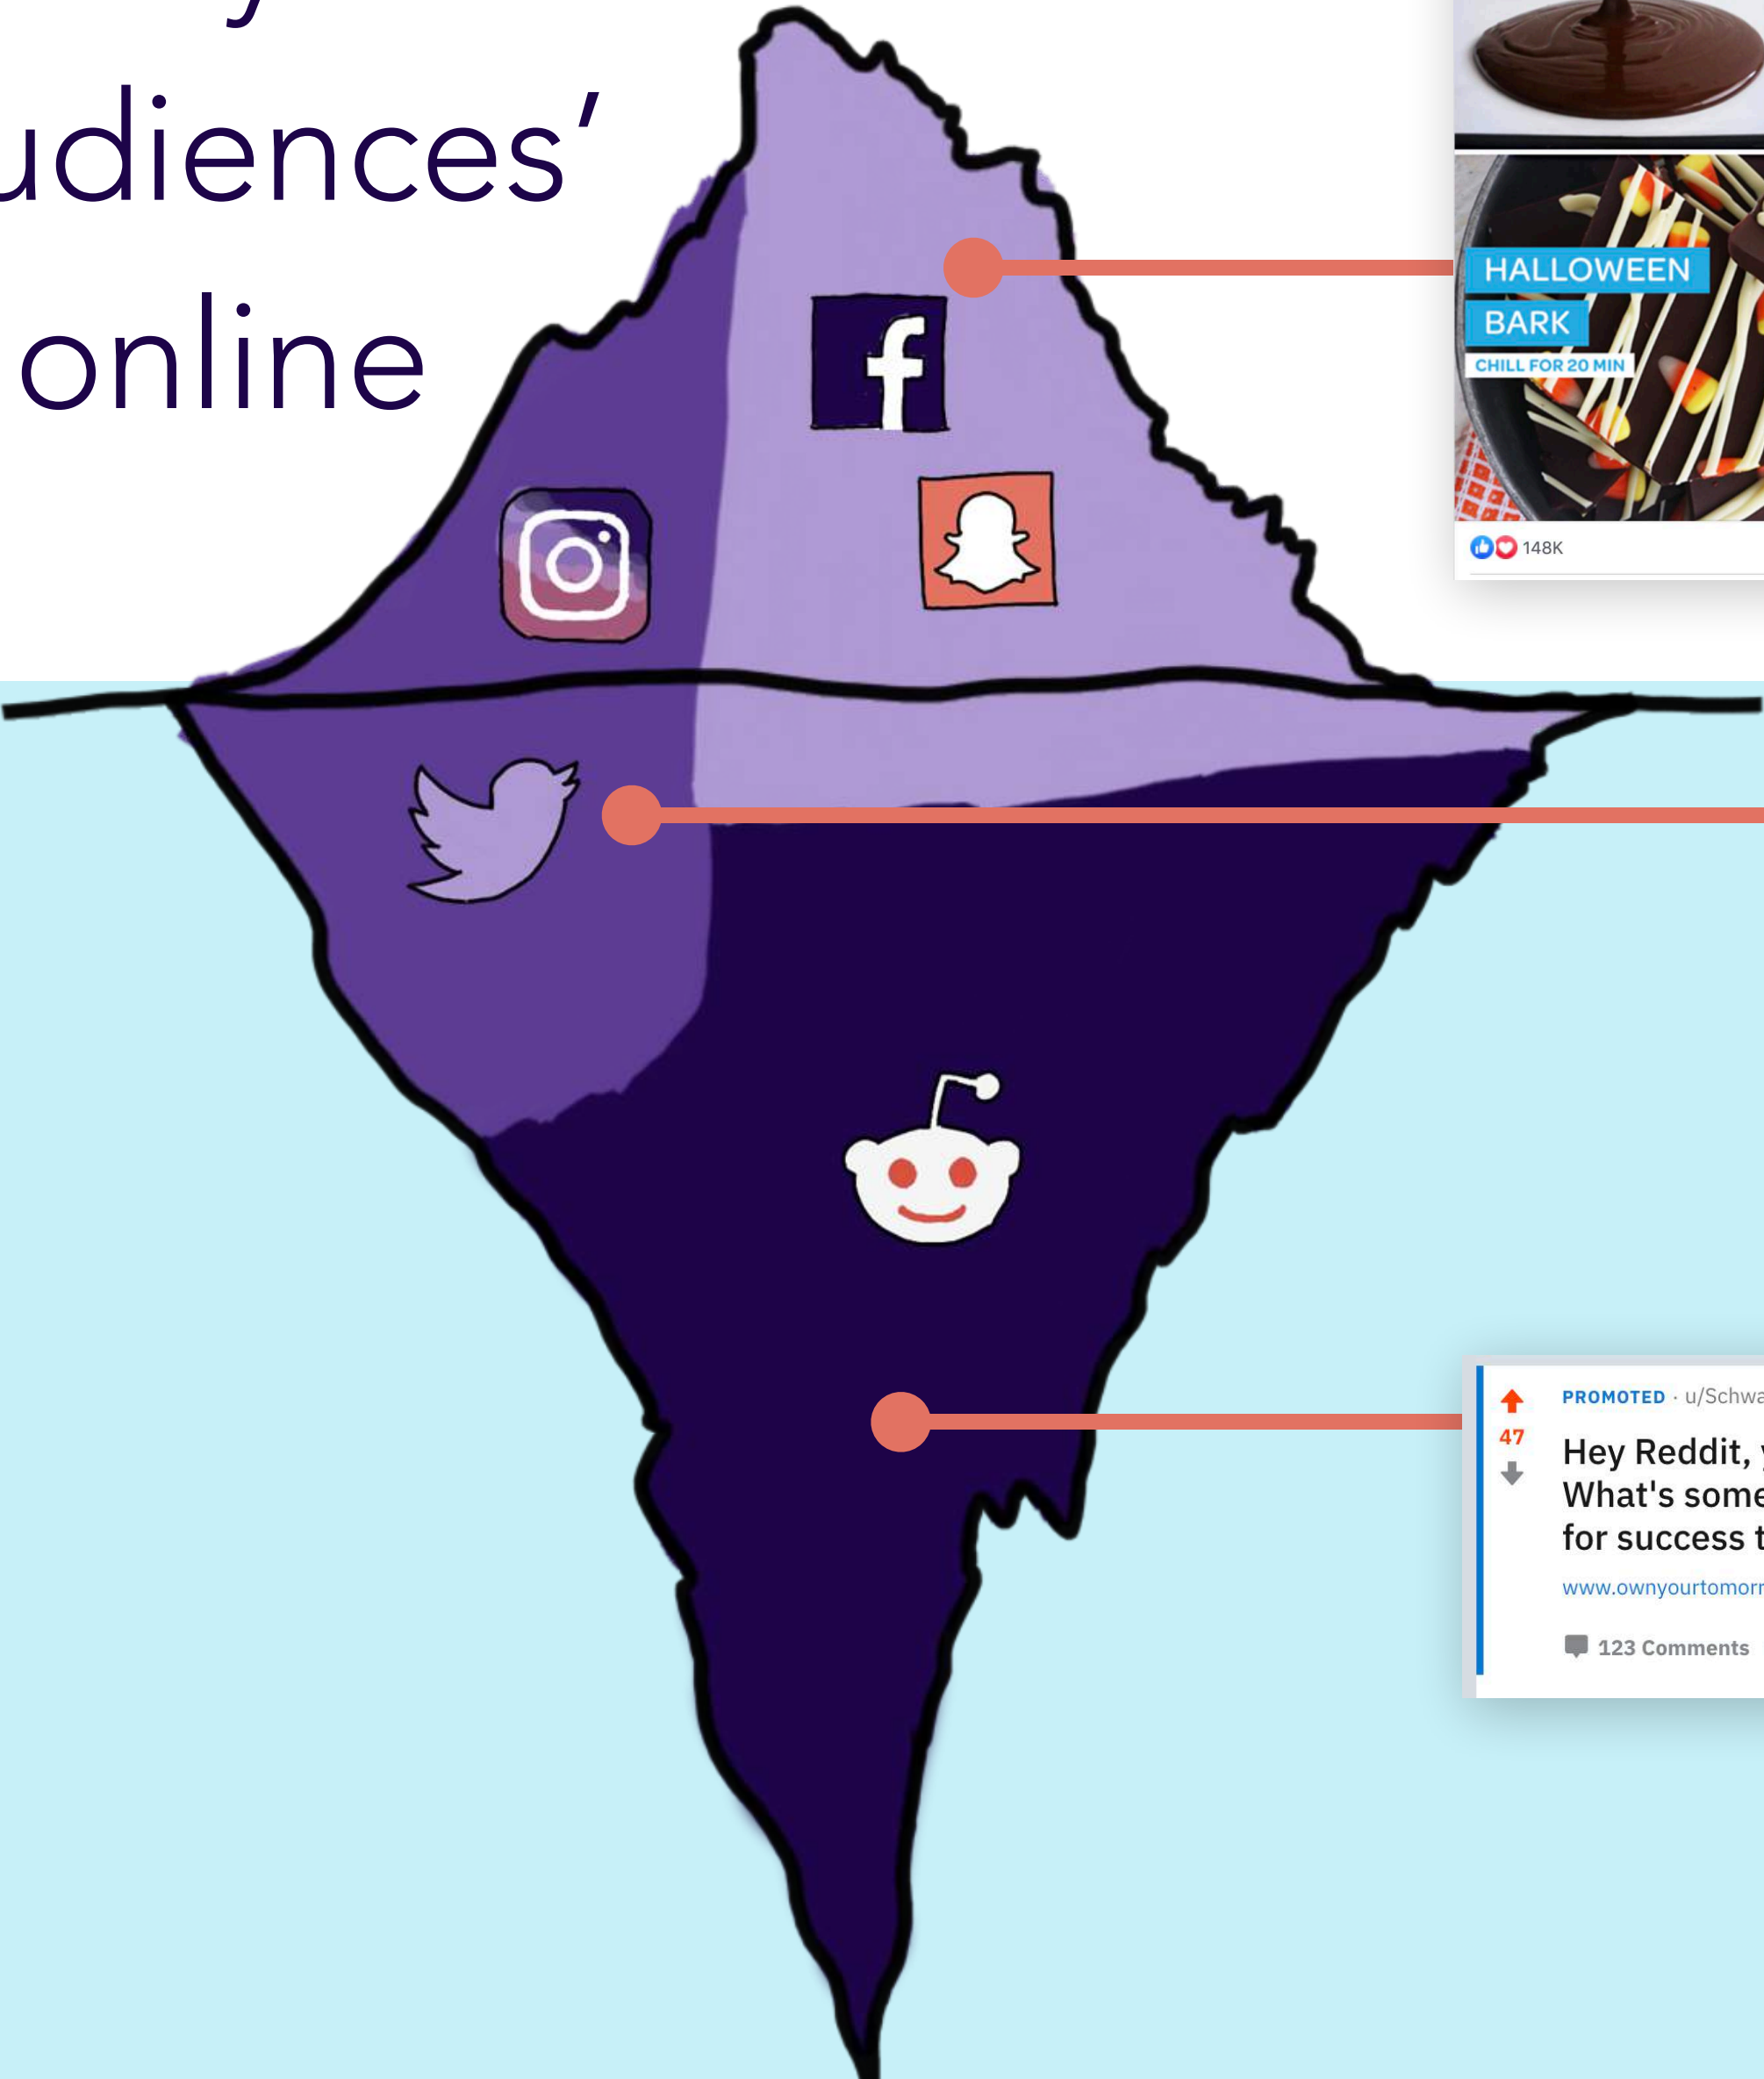 udiences’
online
HALLOWEEN
BARK
CHILL FOR 20 MIN
148K
PROMOTED · u/Schwa
47
Hey Reddit, y
What's some
for success t
www.ownyourtomorr
123 Comments